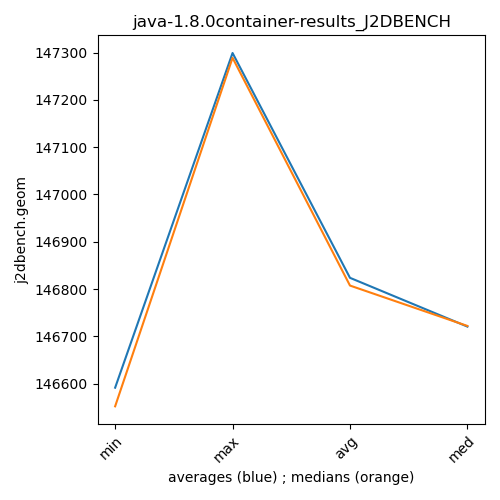 java-1.8.0container-results_J2DBENCH
j2dbench.geom
147300
147200
147100
147000
146900
146800
146700
146600
min
max
avg
med
averages (blue) ; medians (orange)